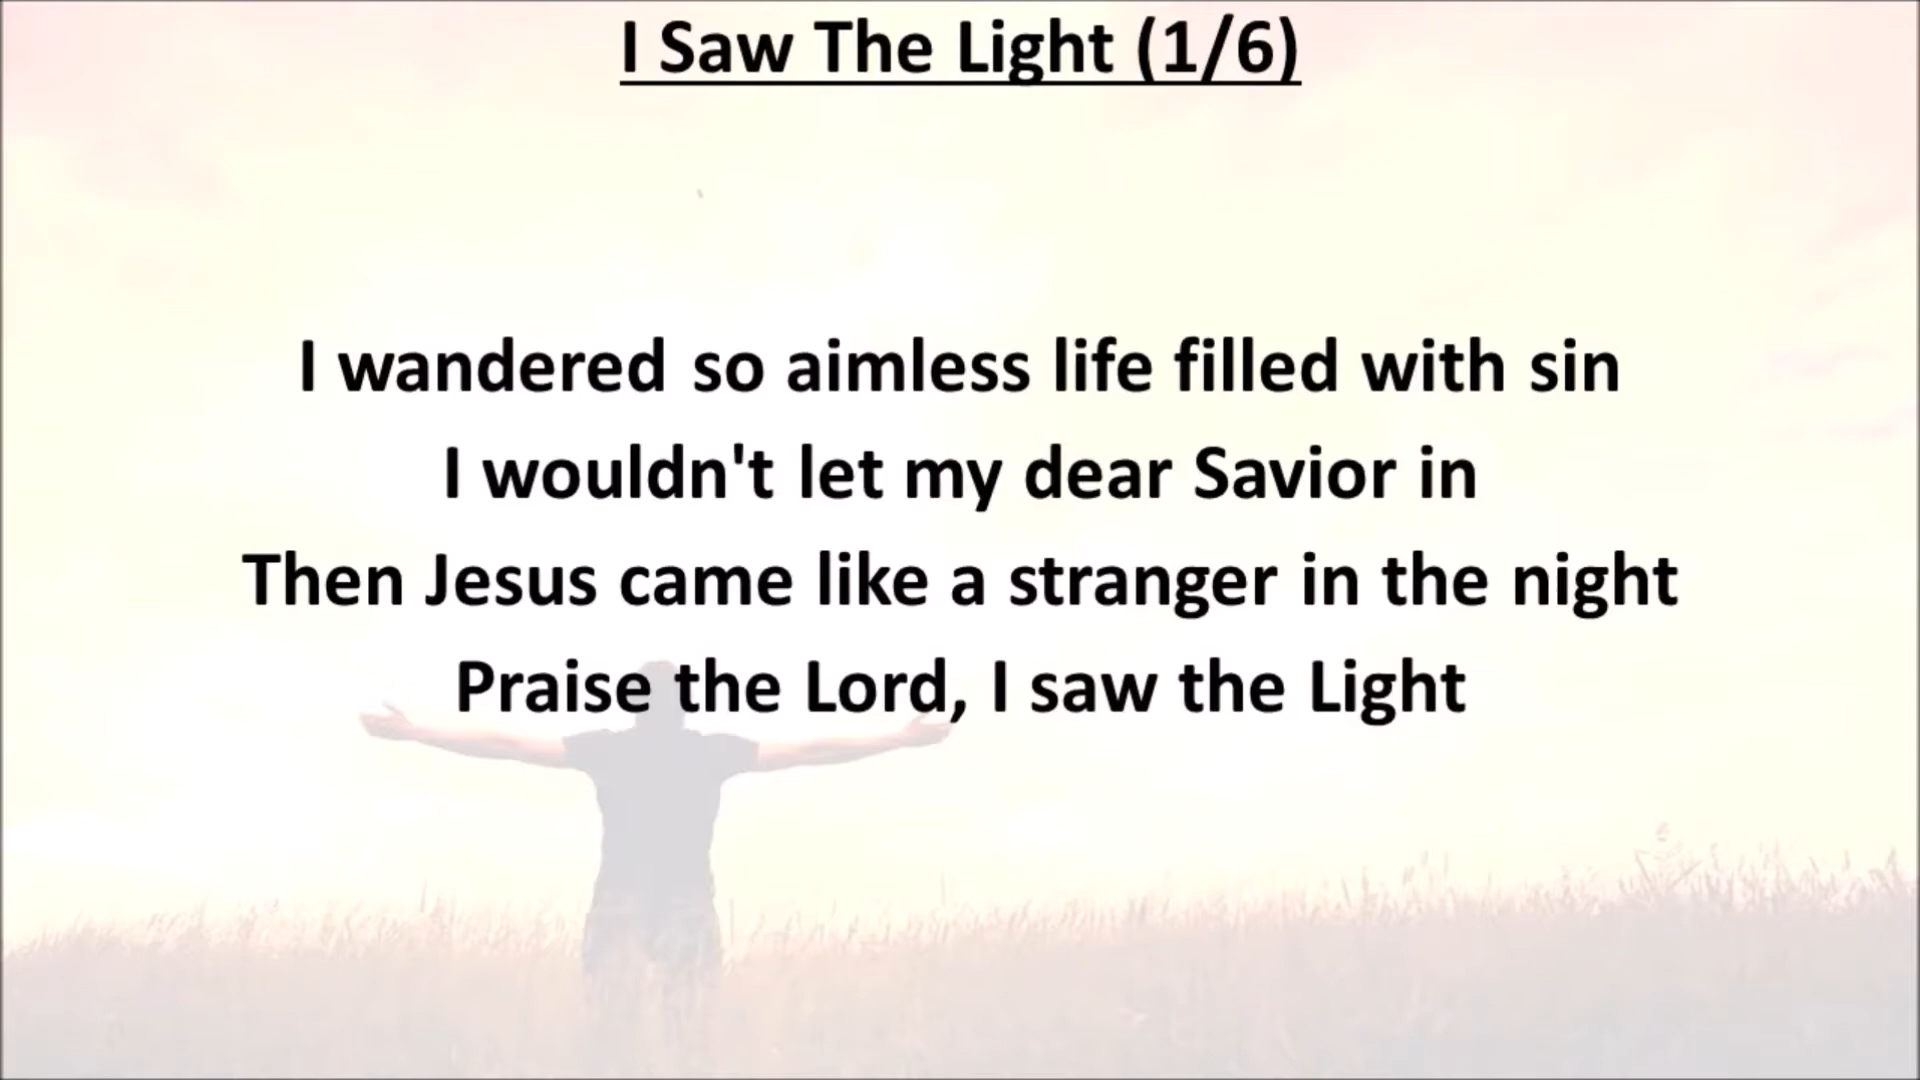 I Saw The Light (1/6)
I wandered so aimless life filled with sin
I wouldn't let my dear Savior in
Then Jesus came like a stranger in the night
Praise the Lord, I saw the Light